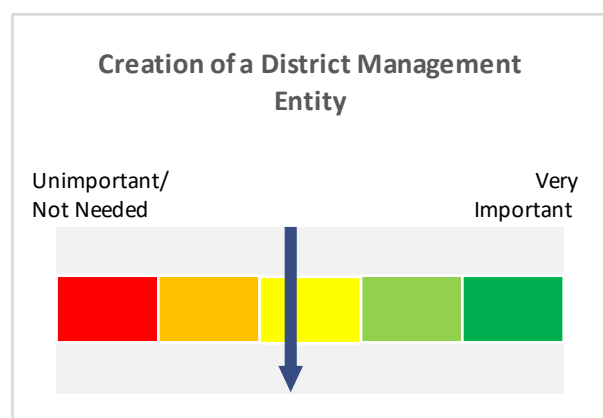 Creation of a District Management
Entity
Unimportant/
Not Needed
Very
Important